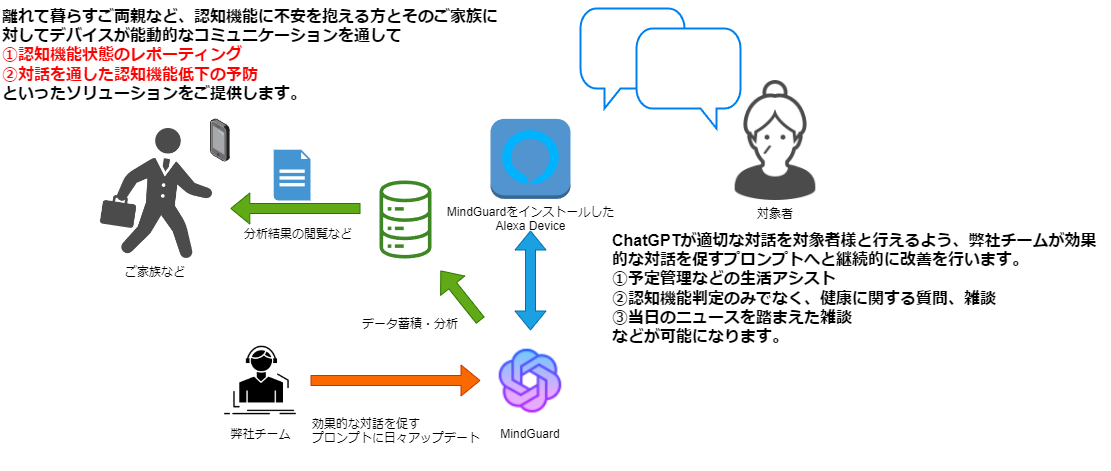 離れて暮らすご両親など、認知機能に不安を抱える方とそのご家族に
対してデバイスが能動的なコミュニケーションを通して
①認知機能状態のレポーティング
②対話を通した認知機能低下の予防
といったソリューションをご提供します。
MindGuardをインストールした
Alexa Device
対象者
分析結果の閲覧など
ご家族など
ChatGPTが適切な対話を対象者様と行えるよう、弊社チームが効果
的な対話を促すプロンプトへと継続的に改善を行います。
①予定管理などの生活アシスト
②認知機能判定のみでなく、健康に関する質問、雑談
③当日のニュースを踏まえた雑談
などが可能になります。
データ蓄積・分析
効果的な対話を促す
プロンプトに日々アップデート
弊社チーム
MindGuard